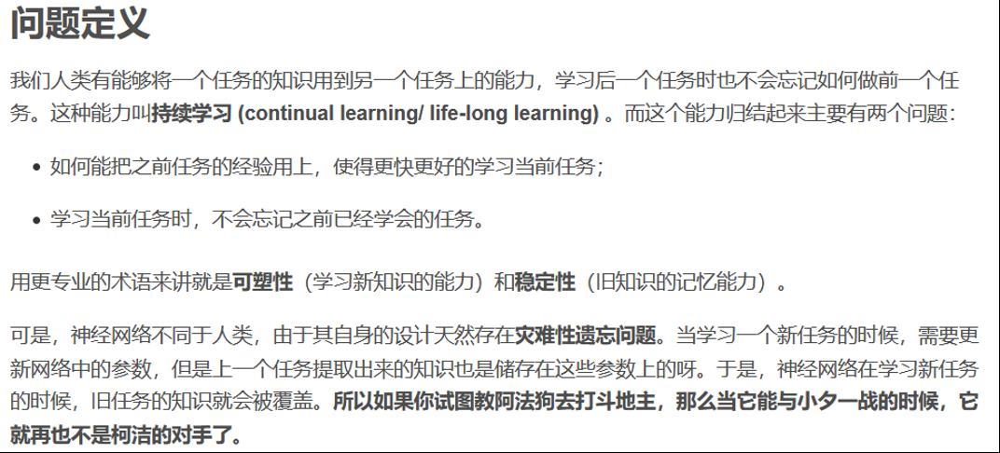 问题定义
我们人类有能够将一个任务的知识用到另一个任务上的能力，学习后一个任务时也不会忘记如何做前一个任
务。这种能力叫持续学习 (continual learning/ life-long learning) 。而这个能力归结起来主要有两个问题：
• 如何能把之前任务的经验用上，使得更快更好的学习当前任务；
• 学习当前任务时，不会忘记之前已经学会的任务。
用更专业的术语来讲就是可塑性（学习新知识的能力）和稳定性（旧知识的记忆能力）。
可是，神经网络不同于人类，由于其自身的设计天然存在灾难性遗忘问题。当学习一个新任务的时候，需要更
新网络中的参数，但是上一个任务提取出来的知识也是储存在这些参数上的呀。于是，神经网络在学习新任务
的时候，旧任务的知识就会被覆盖。所以如果你试图教阿法狗去打斗地主，那么当它能与小夕一战的时候，它
就再也不是柯洁的对手了。